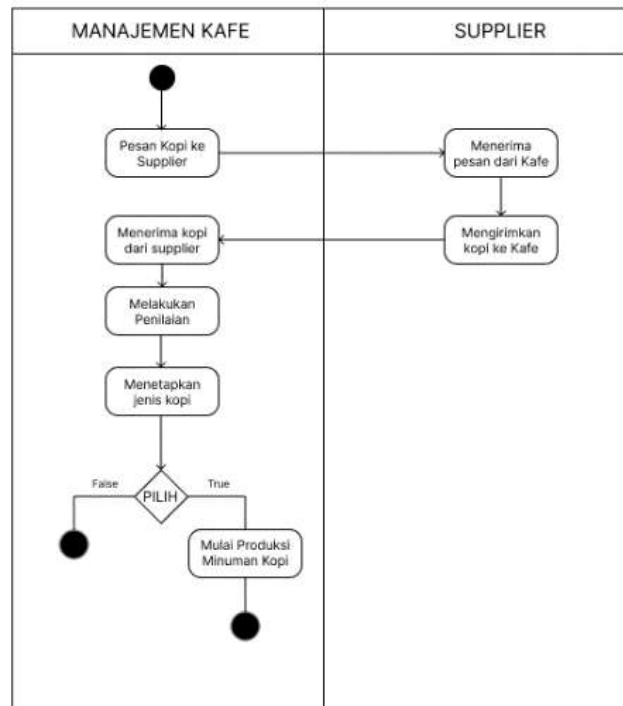 MANAJEMEN KAFE
SUPPLIER
Pesan Kopi ke
Supplier
Menerima
pesan dari Kafe
Menerima kopi
dari supplier
Mengirimkan
kopi ke Kafe
Melakukan
Penilaian
Menetapkan
jenis kopi
False
PILIH
True
Mulai Produksi
Minuman Kopi